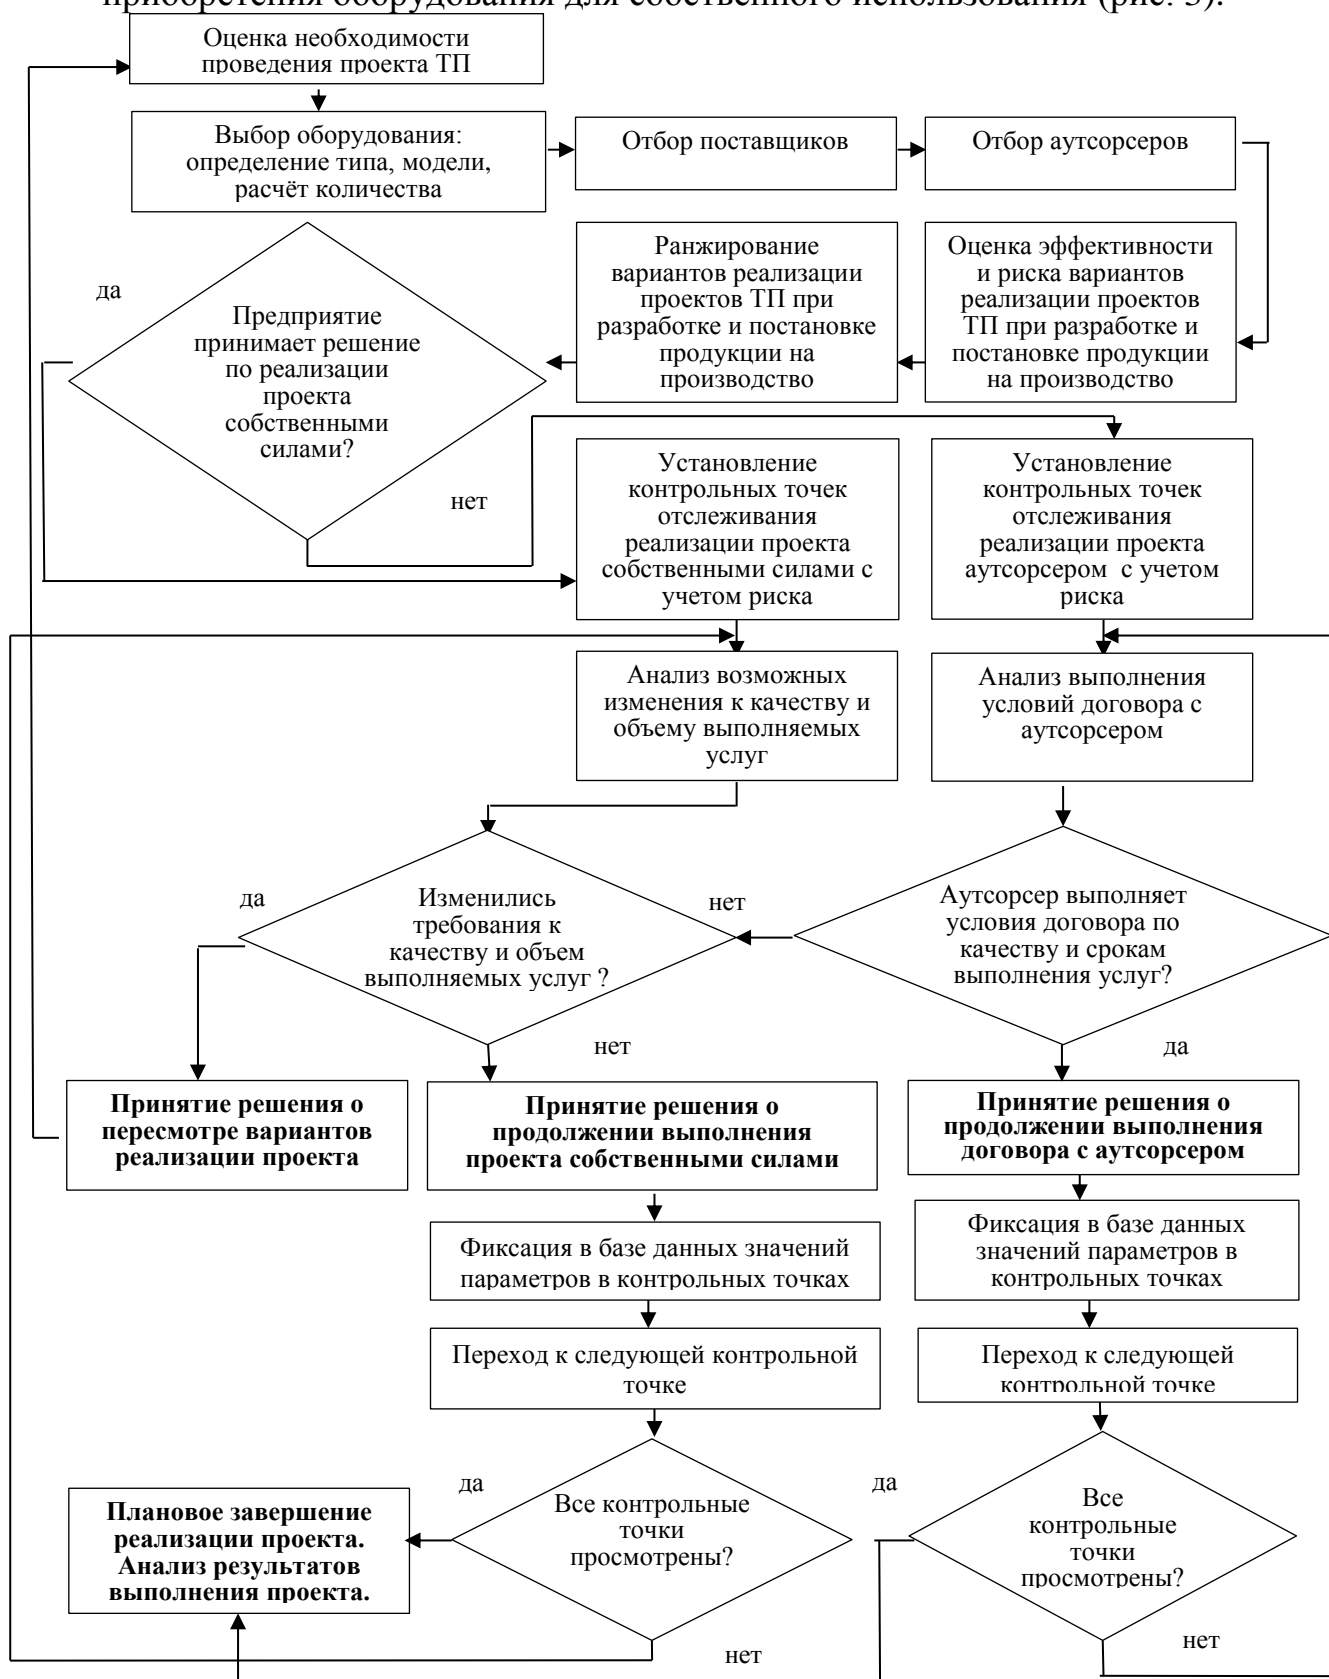 приобретения оборудования для собственного использования (рис. 3).
Оценка необходимости
проведения проекта ТП
Выбор оборудования:
определение типа, модели,
расчёт количества
Отбор поставщиков
Отбор аутсорсеров
Ранжирование
вариантов реализации
проектов ТП при
разработке и постановке
продукции на
производство
Оценка эффективности
и риска вариантов
реализации проектов
ТП при разработке и
постановке продукции
на производство
да
Предприятие
принимает решение
по реализации
проекта
собственными
силами?
нет
Установление
контрольных точек
отслеживания
реализации проекта
собственными силами с
учетом риска
Установление
контрольных точек
отслеживания
реализации проекта
аутсорсером с учетом
риска
Анализ возможных
изменения к качеству и
объему выполняемых
услуг
Анализ выполнения
условий договора с
аутсорсером
да
Изменились
требования к
качеству и объем
выполняемых услуг ?
нет
Аутсорсер выполняет
условия договора по
качеству и срокам
выполнения услуг?
нет
да
Принятие решения о
пересмотре вариантов
реализации проекта
Принятие решения о
продолжении выполнения
проекта собственными силами
Принятие решения о
продолжении выполнения
договора с аутсорсером
Фиксация в базе данных значений
параметров в контрольных точках
Фиксация в базе данных
значений параметров в
контрольных точках
Переход к следующей контрольной
точке
Переход к следующей
контрольной точке
да
Все контрольные
точки
просмотрены?
да
Все
контрольные
точки
просмотрены?
Плановое завершение
реализации проекта.
Анализ результатов
выполнения проекта.
нет
нет